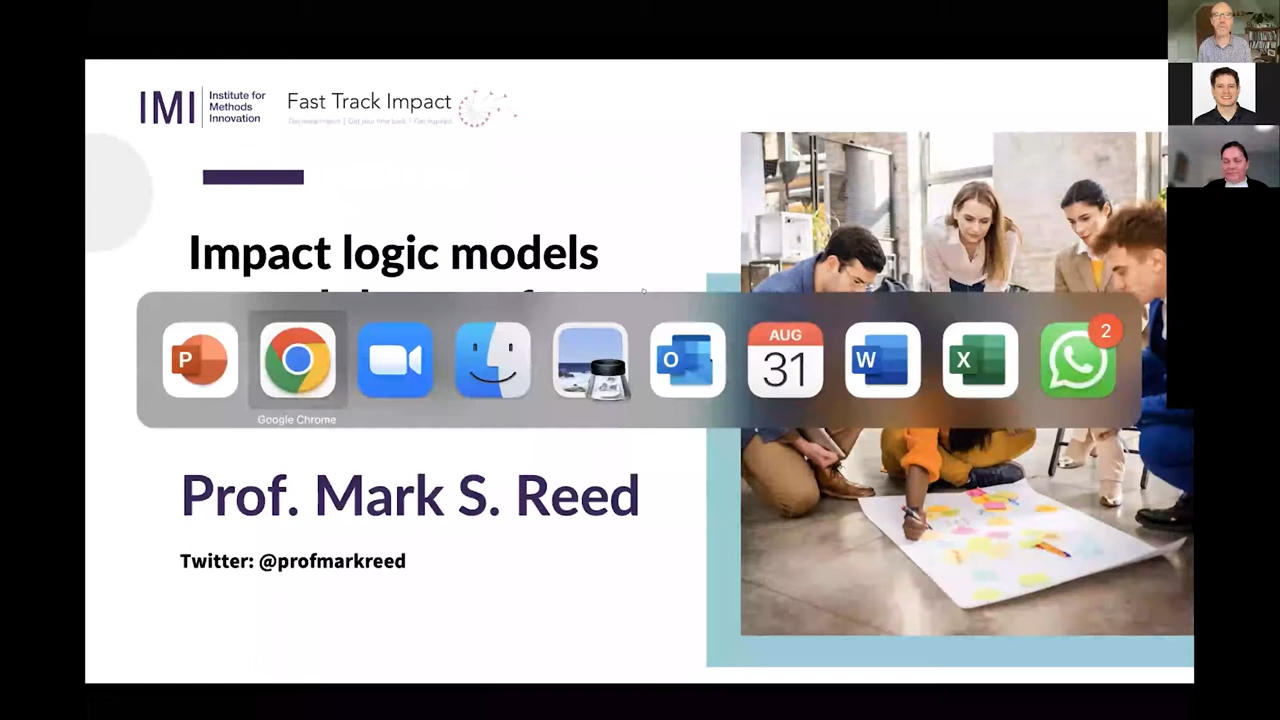 IMI
Institute for
Methods
Innovation
Fast Track Impact
Impact logic models
P
O
AUG
31
W
X
2
Google Chrome
Prof. Mark S. Reed
Twitter: @profmarkreed